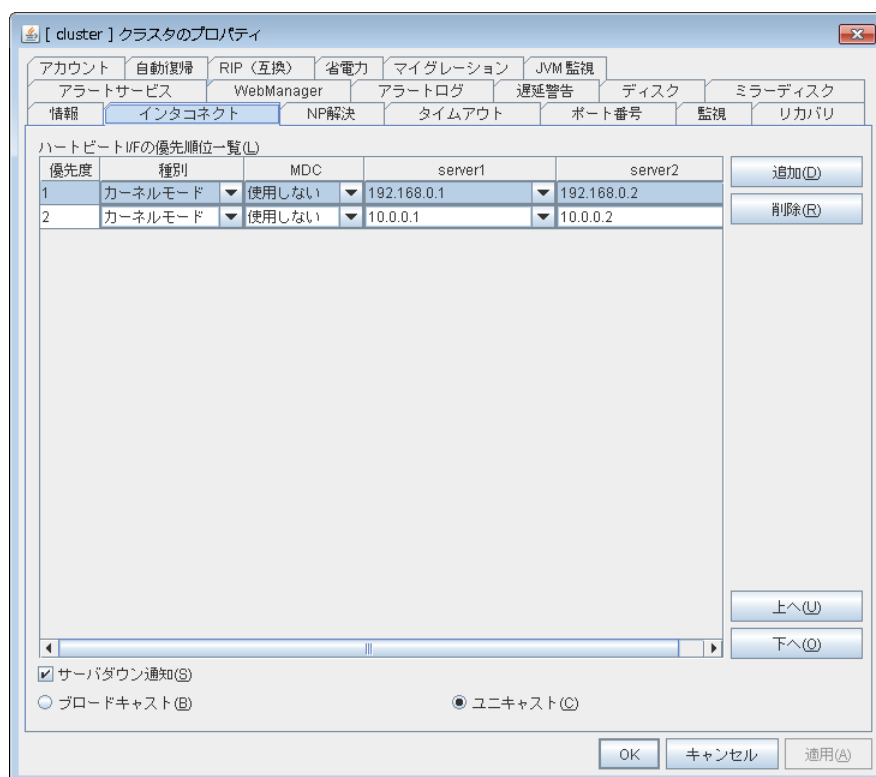 [ cluster ] クラスタのプロパティ
アカウント 自動復帰 RIP（互換） 省電力 マイグレーション JVM 監視
アラートサービス WebManager アラートログ 遅延警告 ディスク ミラーディスク
情報 インタコネクト NP解決 タイムアウト ポート番号 監視 リカバリ
ハートビートI/Fの優先順位一覧(L)
優先度 種別 MDC server1 server2
1 カーネルモード 使用しない 192.168.0.1 192.168.0.2
2 カーネルモード 使用しない 10.0.0.1 10.0.0.2
追加(D)
削除(R)
上へ(U)
下へ(O)
サーバダウン通知(S)
ブロードキャスト(B) ユニキャスト(C)
OK キャンセル 適用(A)